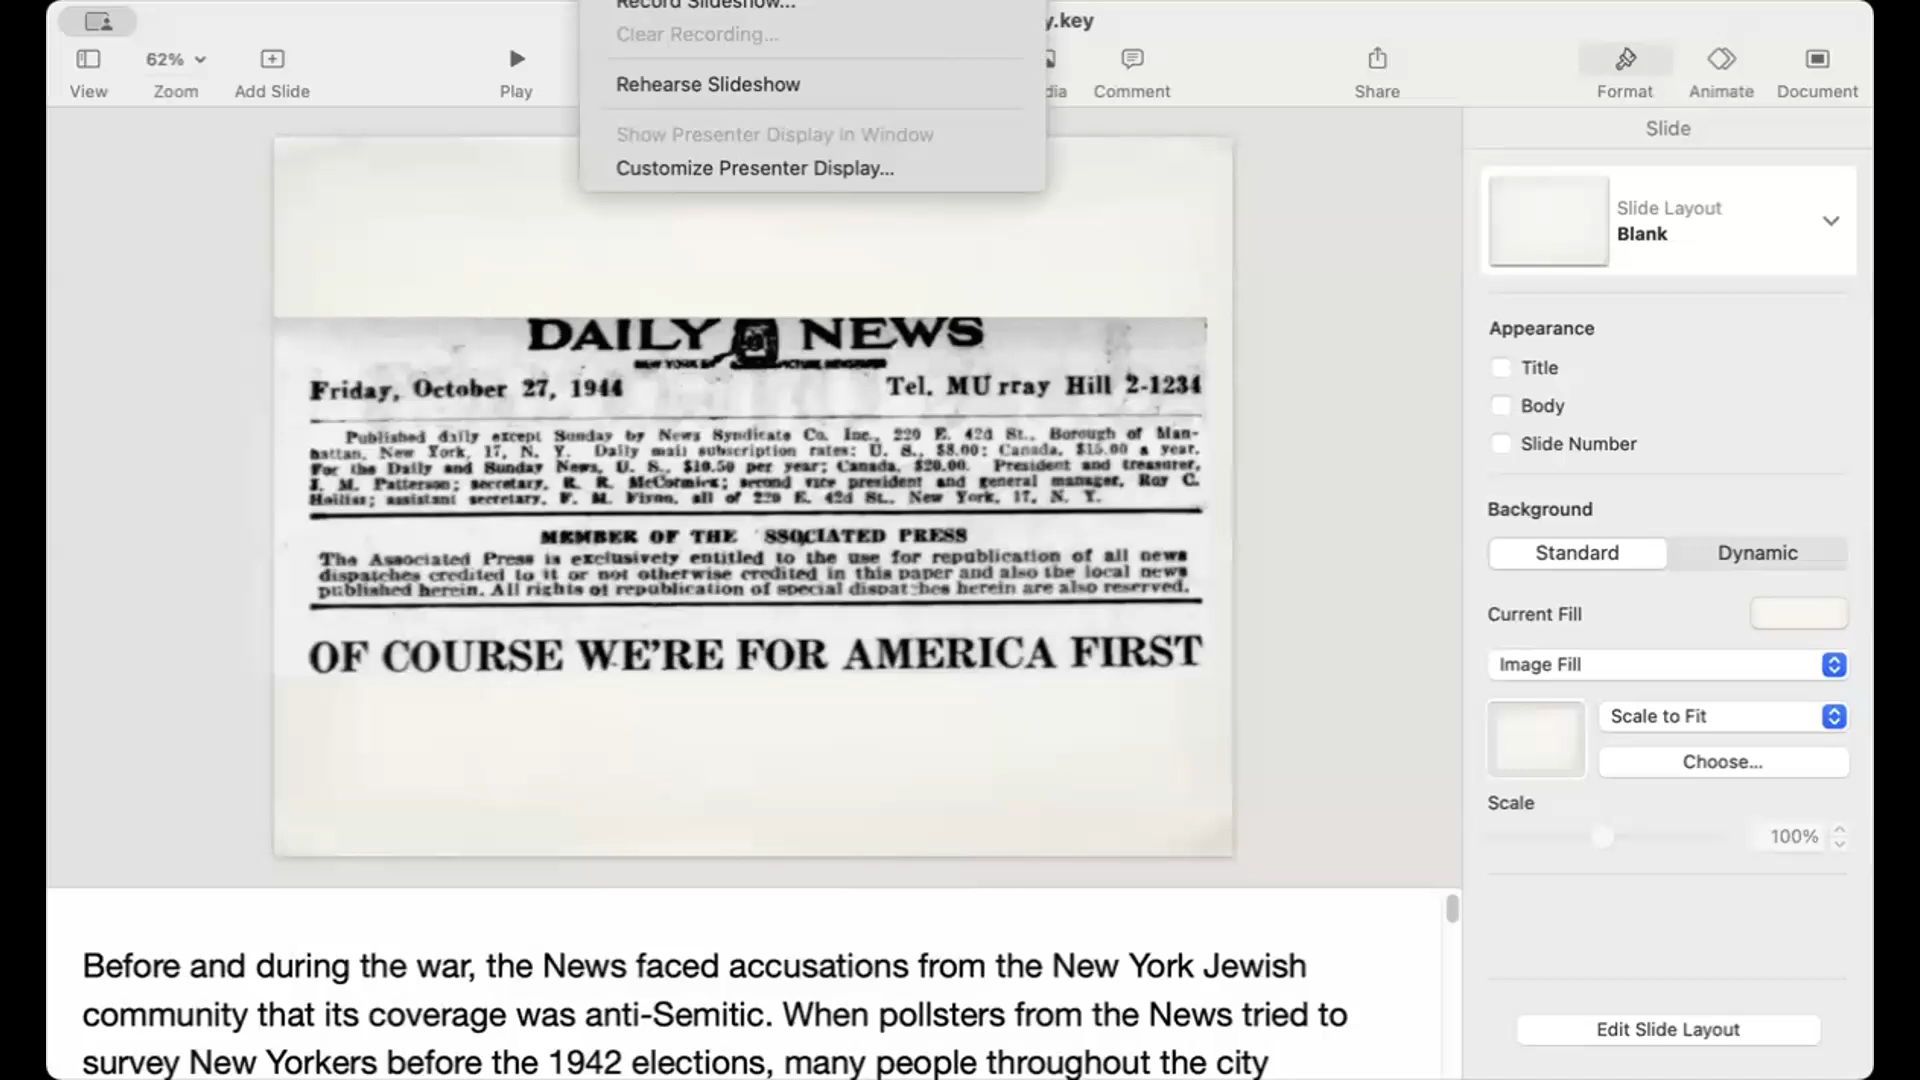 Record Slideshow...
y.key
Clear Recording...
62%
View
Zoom
Add Slide
Play
Rehearse Slideshow
dia
Comment
Share
Format
Animate
Document
Show Presenter Display in Window
Customize Presenter Display...
Slide
Slide Layout
Blank
Appearance
Title
Body
Slide Number
Background
Standard
Dynamic
Current Fill
Image Fill
Scale to Fit
Choose...
Scale
100%
Edit Slide Layout
DAILY NEWS
NEW YORK'S PICTURE NEWSPAPER
Friday, October 27, 1944
Tel. MU rray Hill 2-1234
Published daily except Sunday by News Syndicate Co. Inc., 220 E. 42d St., Borough of Man-
hattan, New York, 17, N. Y. Daily mail subscription rates: U. S., $8.00; Canada, $15.00 a year.
For the Daily and Sunday News, U. S., $10.50 per year; Canada, $20.00. President and treasurer,
J. M. Patterson; secretary, R. R. McCormick; second vice president and general manager, Roy C.
Holliss; assistant secretary, F. M. Flynn, all of 220 E. 42d St., New York, 17, N. Y.
MEMBER OF THE SSOCIATED PRESS
The Associated Press is exclusively entitled to the use for republication of all news
dispatches credited to it or not otherwise credited in this paper and also the local news
published herein. All rights of republication of special dispatches herein are also reserved.
OF COURSE WE'RE FOR AMERICA FIRST
Before and during the war, the News faced accusations from the New York Jewish
community that its coverage was anti-Semitic. When pollsters from the News tried to
survey New Yorkers before the 1942 elections, many people throughout the city